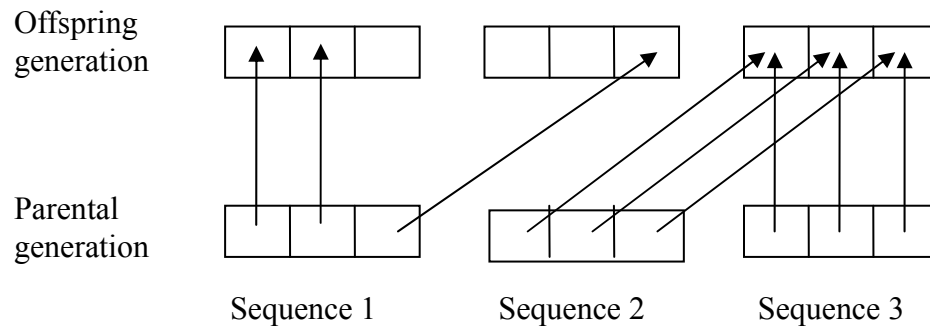 Offspring
generation
Parental
generation
Sequence 1 Sequence 2 Sequence 3